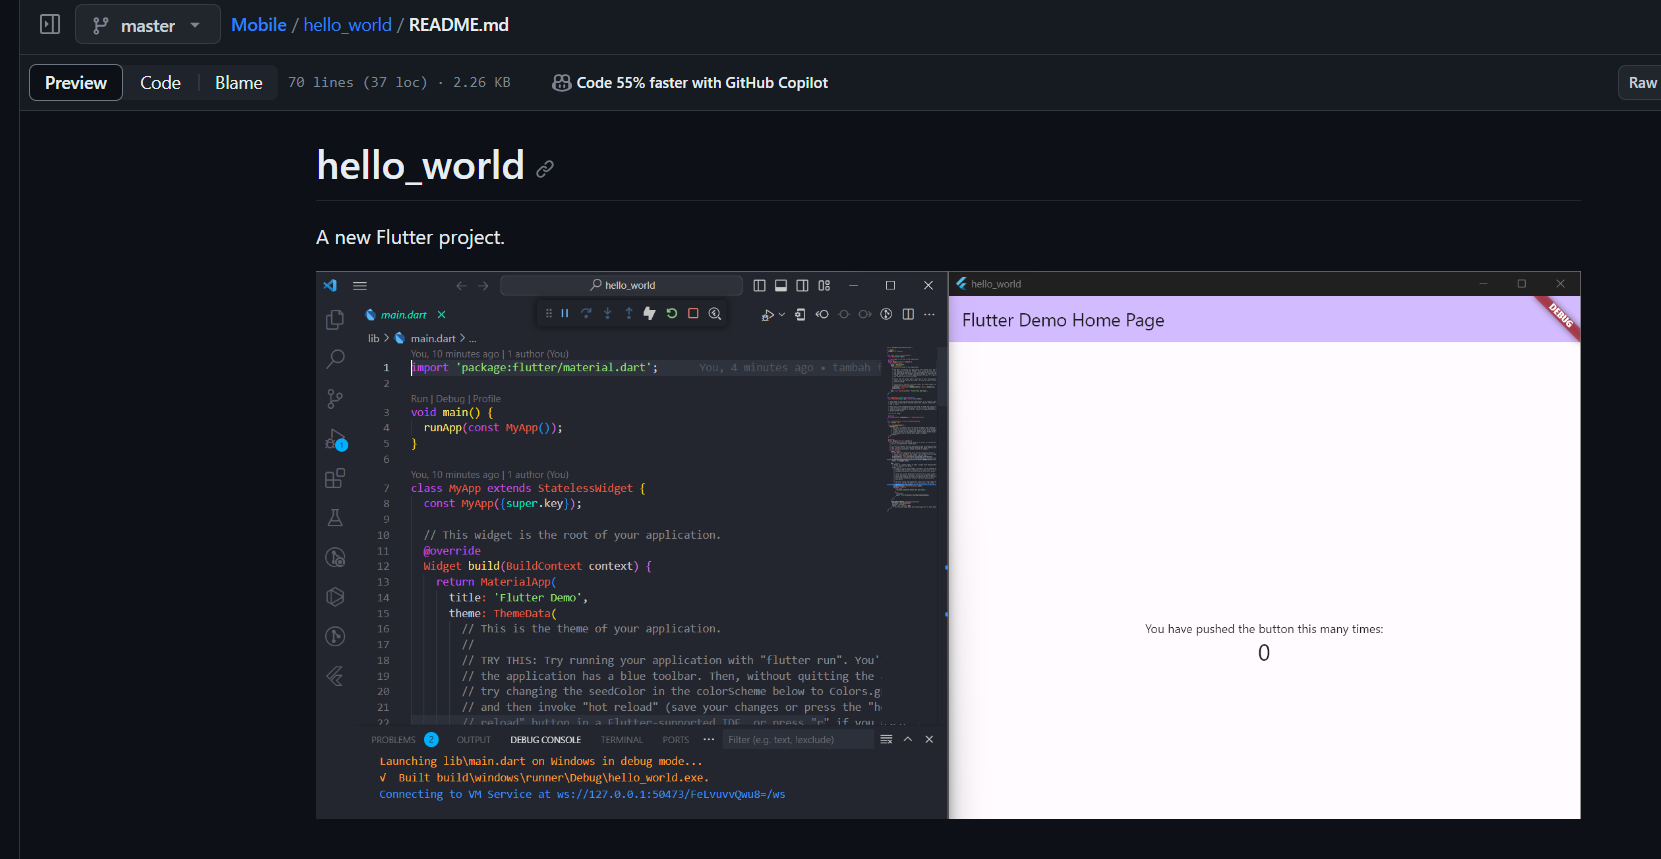 master
Mobile / hello_world / README.md
Preview Code Blame 70 lines (37 loc) · 2.26 KB Code 55% faster with GitHub Copilot Raw
hello_world
A new Flutter project.
hello_world
main.dart
lib > main.dart > ...
You, 10 minutes ago | 1 author (You)
1 import 'package:flutter/material.dart'; You, 4 minutes ago • tambah
2
Run | Debug | Profile
3 void main() {
4 runApp(const MyApp());
5 }
6
You, 10 minutes ago | 1 author (You)
7 class MyApp extends StatelessWidget {
8 const MyApp({super.key});
9
10 // This widget is the root of your application.
11 @override
12 Widget build(BuildContext context) {
13 return MaterialApp(
14 title: 'Flutter Demo',
15 theme: ThemeData(
16 // This is the theme of your application.
17 //
18 // TRY THIS: Try running your application with "flutter run". You'
19 // the application has a blue toolbar. Then, without quitting the
20 // try changing the seedColor in the colorScheme below to Colors.g
21 // and then invoke "hot reload" (save your changes or press the "h
22 // reload" button in a Flutter-supported IDE, or press "r" if you
PROBLEMS 2 OUTPUT DEBUG CONSOLE TERMINAL PORTS ... Filter (e.g. text, !exclude)
Launching lib\main.dart on Windows in debug mode...
√ Built build\windows\runner\Debug\hello_world.exe.
Connecting to VM Service at ws://127.0.0.1:50473/FeLvuvvQwu8=/ws
hello_world
Flutter Demo Home Page
DEBUG
You have pushed the button this many times:
0